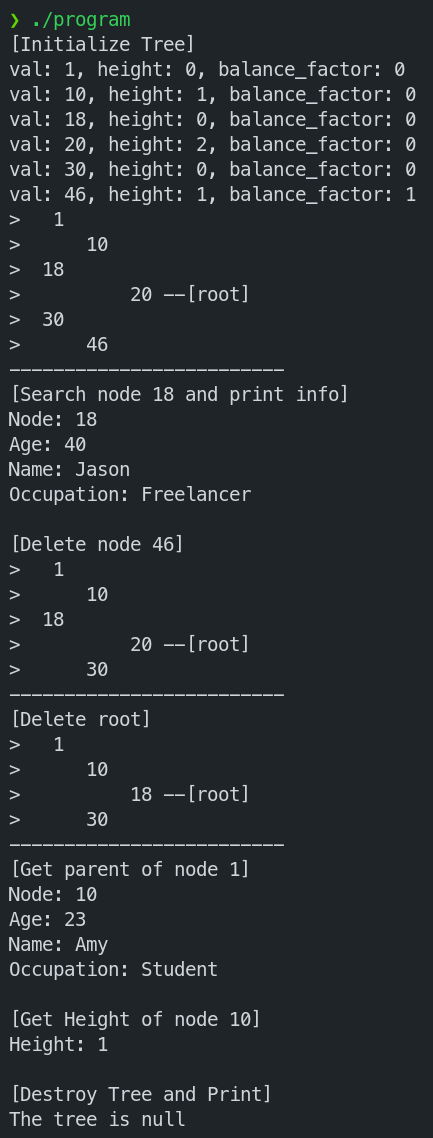 ❯ ./program
[Initialize Tree]
val: 1, height: 0, balance_factor: 0
val: 10, height: 1, balance_factor: 0
val: 18, height: 0, balance_factor: 0
val: 20, height: 2, balance_factor: 0
val: 30, height: 0, balance_factor: 0
val: 46, height: 1, balance_factor: 1
>   1
>      10
>  18
>          20 --[root]
>  30
>      46
-------------------------
[Search node 18 and print info]
Node: 18
Age: 40
Name: Jason
Occupation: Freelancer

[Delete node 46]
>   1
>      10
>  18
>          20 --[root]
>      30
-------------------------
[Delete root]
>   1
>      10
>          18 --[root]
>      30
-------------------------
[Get parent of node 1]
Node: 10
Age: 23
Name: Amy
Occupation: Student

[Get Height of node 10]
Height: 1

[Destroy Tree and Print]
The tree is null